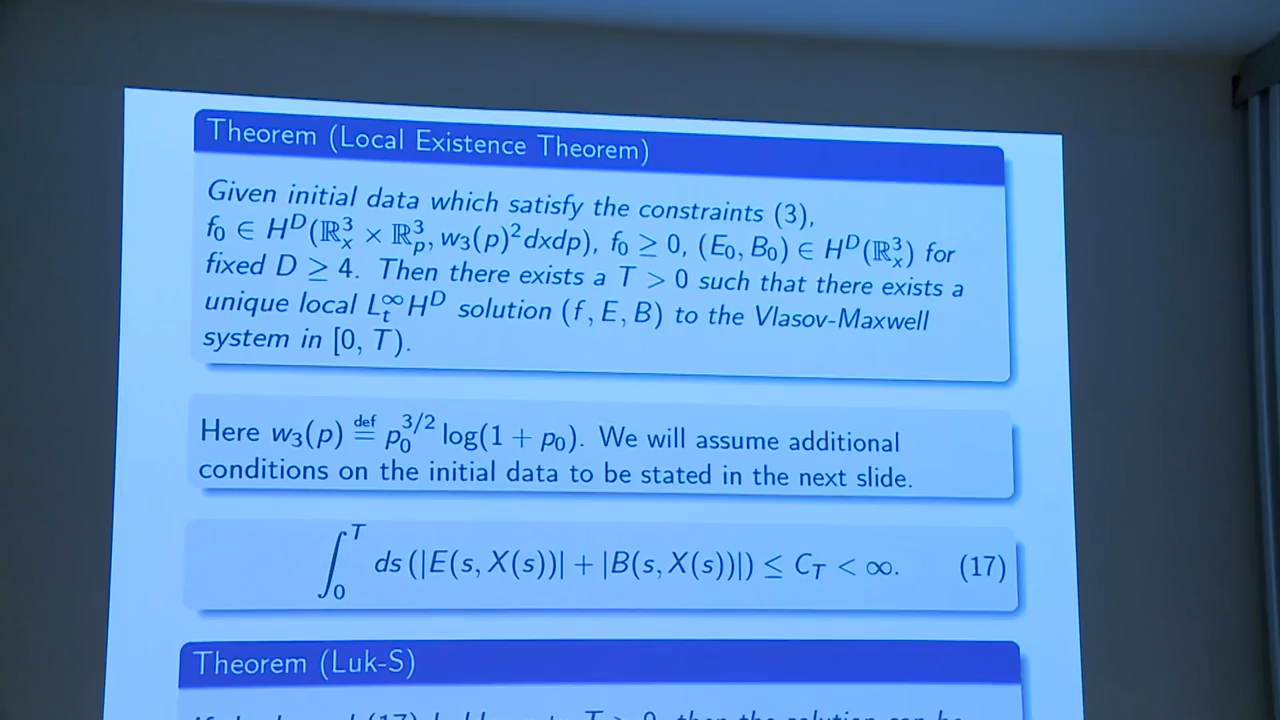 Theorem (Local Existence Theorem)
Given initial data which satisfy the constraints (3),
f₀ ∈ H^D(ℝ³ₓ × ℝ³ₚ, w₃(p)²dxdp), f₀ ≥ 0, (E₀, B₀) ∈ H^D(ℝ³ₓ) for
fixed D ≥ 4. Then there exists a T > 0 such that there exists a
unique local L^∞_t H^D solution (f, E, B) to the Vlasov-Maxwell
system in [0, T).
Here w₃(p) ≝ p₀^{3/2} log(1 + p₀). We will assume additional
conditions on the initial data to be stated in the next slide.
∫₀^T ds (|E(s, X(s))| + |B(s, X(s))|) ≤ C_T < ∞. (17)
Theorem (Luk-S)